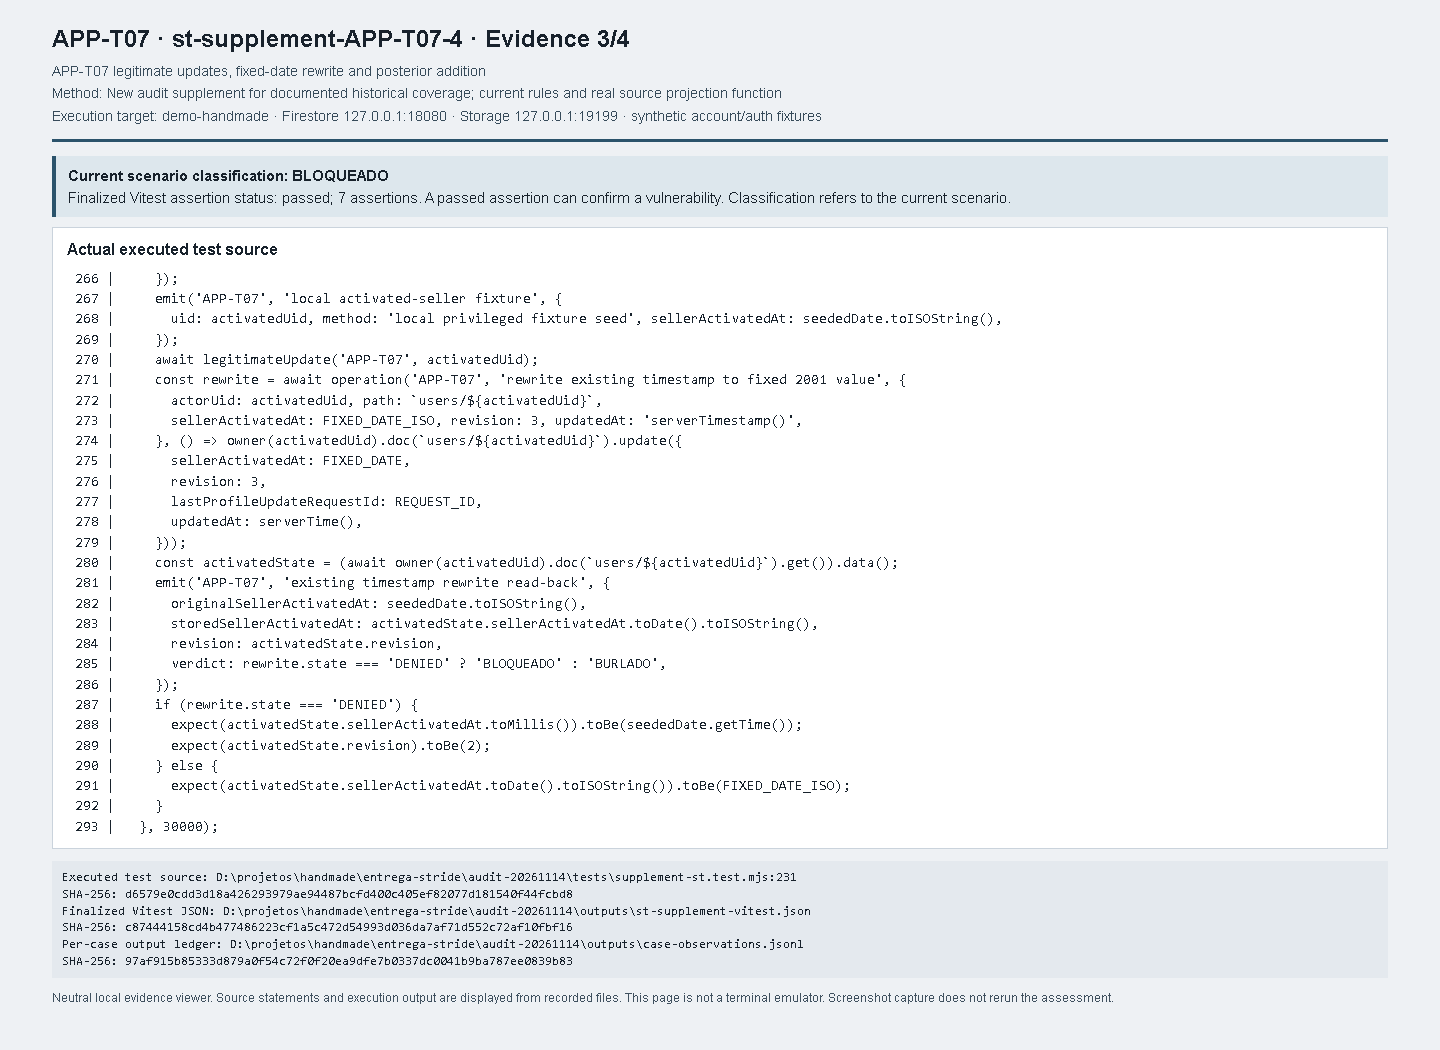 APP-T07 · st-supplement-APP-T07-4 · Evidence 3/4
APP-T07 legitimate updates, fixed-date rewrite and posterior addition
Method: New audit supplement for documented historical coverage; current rules and real source projection function
Execution target: demo-handmade · Firestore 127.0.0.1:18080 · Storage 127.0.0.1:19199 · synthetic account/auth fixtures
Current scenario classification: BLOQUEADO
Finalized Vitest assertion status: passed; 7 assertions. A passed assertion can confirm a vulnerability. Classification refers to the current scenario.
Actual executed test source
266 |     });
267 |     emit('APP-T07', 'local activated-seller fixture', {
268 |       uid: activatedUid, method: 'local privileged fixture seed', sellerActivatedAt: seededDate.toISOString(),
269 |     });
270 |     await legitimateUpdate('APP-T07', activatedUid);
271 |     const rewrite = await operation('APP-T07', 'rewrite existing timestamp to fixed 2001 value', {
272 |       actorUid: activatedUid, path: `users/${activatedUid}`,
273 |       sellerActivatedAt: FIXED_DATE_ISO, revision: 3, updatedAt: 'serverTimestamp()',
274 |     }, () => owner(activatedUid).doc(`users/${activatedUid}`).update({
275 |       sellerActivatedAt: FIXED_DATE,
276 |       revision: 3,
277 |       lastProfileUpdateRequestId: REQUEST_ID,
278 |       updatedAt: serverTime(),
279 |     }));
280 |     const activatedState = (await owner(activatedUid).doc(`users/${activatedUid}`).get()).data();
281 |     emit('APP-T07', 'existing timestamp rewrite read-back', {
282 |       originalSellerActivatedAt: seededDate.toISOString(),
283 |       storedSellerActivatedAt: activatedState.sellerActivatedAt.toDate().toISOString(),
284 |       revision: activatedState.revision,
285 |       verdict: rewrite.state === 'DENIED' ? 'BLOQUEADO' : 'BURLADO',
286 |     });
287 |     if (rewrite.state === 'DENIED') {
288 |       expect(activatedState.sellerActivatedAt.toMillis()).toBe(seededDate.getTime());
289 |       expect(activatedState.revision).toBe(2);
290 |     } else {
291 |       expect(activatedState.sellerActivatedAt.toDate().toISOString()).toBe(FIXED_DATE_ISO);
292 |     }
293 |   }, 30000);
Executed test source: D:\projetos\handmade\entrega-stride\audit-20261114\tests\supplement-st.test.mjs:231
SHA-256: d6579e0cdd3d18a426293979ae94487bcfd400c405ef82077d181540f44fcbd8
Finalized Vitest JSON: D:\projetos\handmade\entrega-stride\audit-20261114\outputs\st-supplement-vitest.json
SHA-256: c87444158cd4b477486223cf1a5c472d54993d036da7af71d552c72af10fbf16
Per-case output ledger: D:\projetos\handmade\entrega-stride\audit-20261114\outputs\case-observations.jsonl
SHA-256: 97af915b85333d879a0f54c72f0f20ea9dfe7b0337dc0041b9ba787ee0839b83
Neutral local evidence viewer. Source statements and execution output are displayed from recorded files. This page is not a terminal emulator. Screenshot capture does not rerun the assessment.